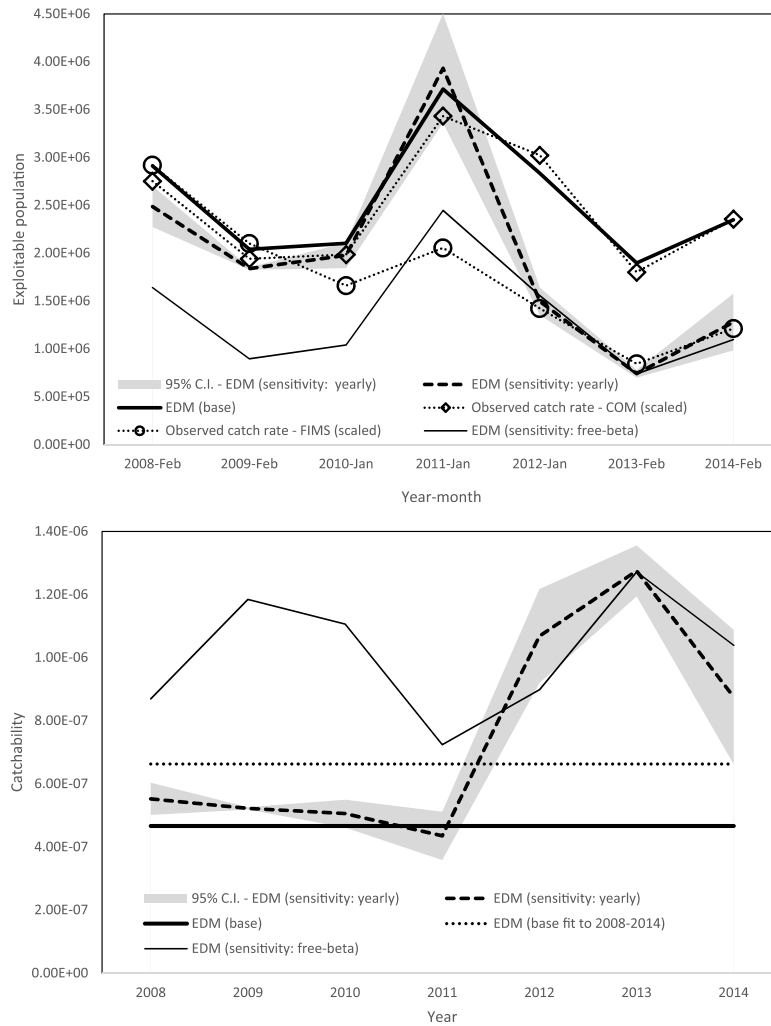 4.50E+06
4.00E+06
3.50E+06
3.00E+06
2.50E+06
2.00E+06
1.50E+06
1.00E+06
5.00E+05
0.00E+00
Exploitable population
95% C.I. - EDM (sensitivity: yearly)
EDM (sensitivity: yearly)
EDM (base)
Observed catch rate - COM (scaled)
Observed catch rate - FIMS (scaled)
EDM (sensitivity: free-beta)
2008-Feb 2009-Feb 2010-Jan 2011-Jan 2012-Jan 2013-Feb 2014-Feb
Year-month
1.40E-06
1.20E-06
1.00E-06
8.00E-07
6.00E-07
4.00E-07
2.00E-07
0.00E+00
Catchability
95% C.I. - EDM (sensitivity: yearly)
EDM (sensitivity: yearly)
EDM (base)
EDM (base fit to 2008-2014)
EDM (sensitivity: free-beta)
2008 2009 2010 2011 2012 2013 2014
Year